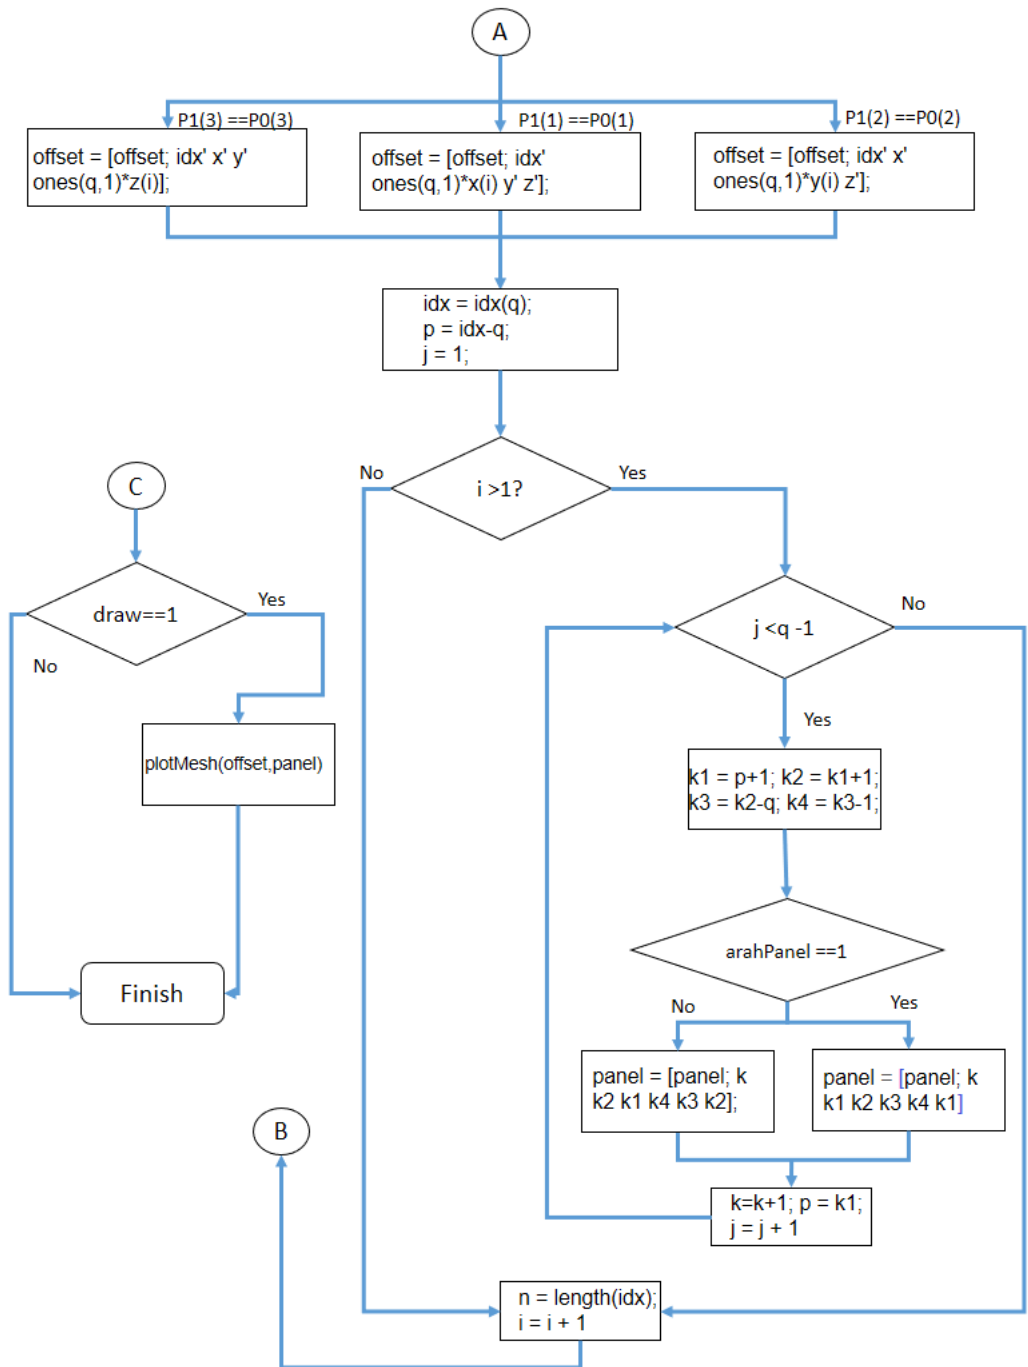 A
P1(3) ==P0(3)
P1(1) ==P0(1)
P1(2) ==P0(2)
offset = [offset; idx' x' y'
ones(q,1)*z(i)];
offset = [offset; idx'
ones(q,1)*x(i) y' z'];
offset = [offset; idx' x'
ones(q,1)*y(i) z'];
idx = idx(q);
p = idx-q;
j = 1;
No
i >1?
Yes
C
draw==1
Yes
No
plotMesh(offset,panel)
Finish
j <q -1
No
Yes
k1 = p+1; k2 = k1+1;
k3 = k2-q; k4 = k3-1;
arahPanel ==1
No
Yes
panel = [panel; k
k2 k1 k4 k3 k2];
panel = [panel; k
k1 k2 k3 k4 k1]
k=k+1; p = k1;
j = j + 1
B
n = length(idx);
i = i + 1